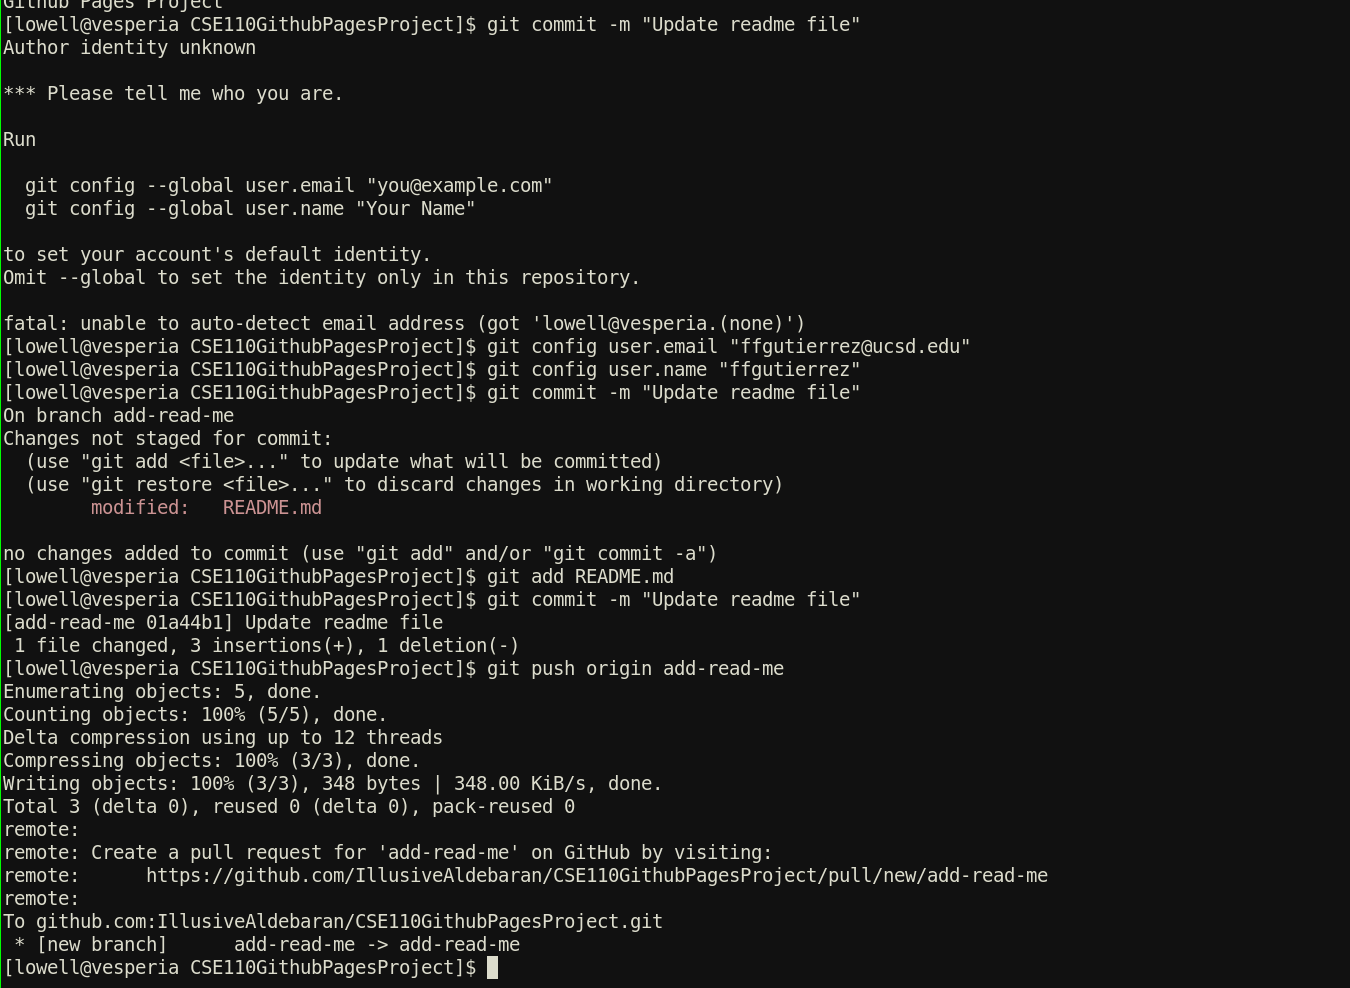 Github Pages Project
[lowell@vesperia CSE110GithubPagesProject]$ git commit -m "Update readme file"
Author identity unknown

*** Please tell me who you are.

Run

  git config --global user.email "you@example.com"
  git config --global user.name "Your Name"

to set your account's default identity.
Omit --global to set the identity only in this repository.

fatal: unable to auto-detect email address (got 'lowell@vesperia.(none)')
[lowell@vesperia CSE110GithubPagesProject]$ git config user.email "ffgutierrez@ucsd.edu"
[lowell@vesperia CSE110GithubPagesProject]$ git config user.name "ffgutierrez"
[lowell@vesperia CSE110GithubPagesProject]$ git commit -m "Update readme file"
On branch add-read-me
Changes not staged for commit:
  (use "git add <file>..." to update what will be committed)
  (use "git restore <file>..." to discard changes in working directory)
        modified:   README.md

no changes added to commit (use "git add" and/or "git commit -a")
[lowell@vesperia CSE110GithubPagesProject]$ git add README.md
[lowell@vesperia CSE110GithubPagesProject]$ git commit -m "Update readme file"
[add-read-me 01a44b1] Update readme file
 1 file changed, 3 insertions(+), 1 deletion(-)
[lowell@vesperia CSE110GithubPagesProject]$ git push origin add-read-me
Enumerating objects: 5, done.
Counting objects: 100% (5/5), done.
Delta compression using up to 12 threads
Compressing objects: 100% (3/3), done.
Writing objects: 100% (3/3), 348 bytes | 348.00 KiB/s, done.
Total 3 (delta 0), reused 0 (delta 0), pack-reused 0
remote:
remote: Create a pull request for 'add-read-me' on GitHub by visiting:
remote:      https://github.com/IllusiveAldebaran/CSE110GithubPagesProject/pull/new/add-read-me
remote:
To github.com:IllusiveAldebaran/CSE110GithubPagesProject.git
 * [new branch]      add-read-me -> add-read-me
[lowell@vesperia CSE110GithubPagesProject]$